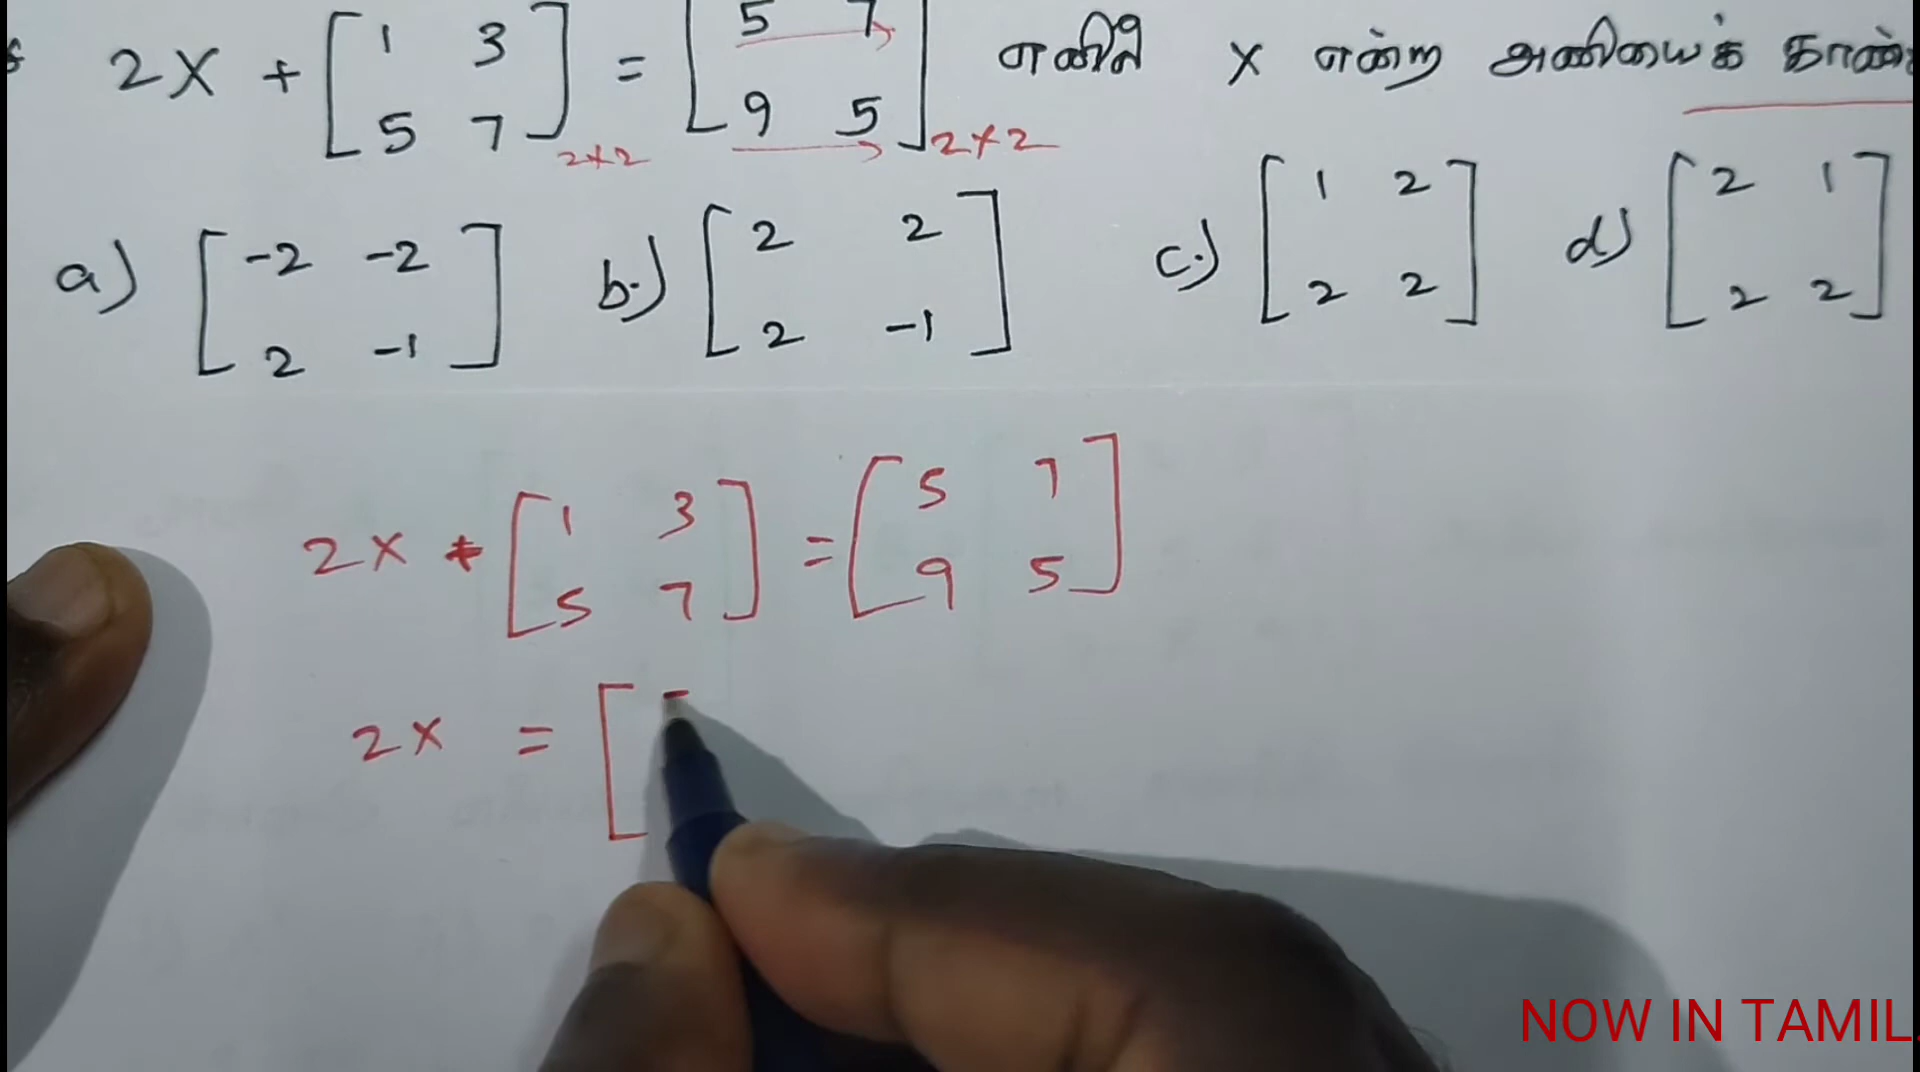 2X + [ 1 3 ] = [ 5 7 ] எனில் X என்ற அணியைக்
5 7 2x2 9 5 2x2
a) [ -2 -2 ] b.) [ 2 2 ] c.) [ 1 2 ] d) [ 2 1 ]
2 -1 2 -1 2 2 2 2
2X + [ 1 3 ] = [ 5 7 ]
5 7 9 5
2X = [
NOW IN TAMIL